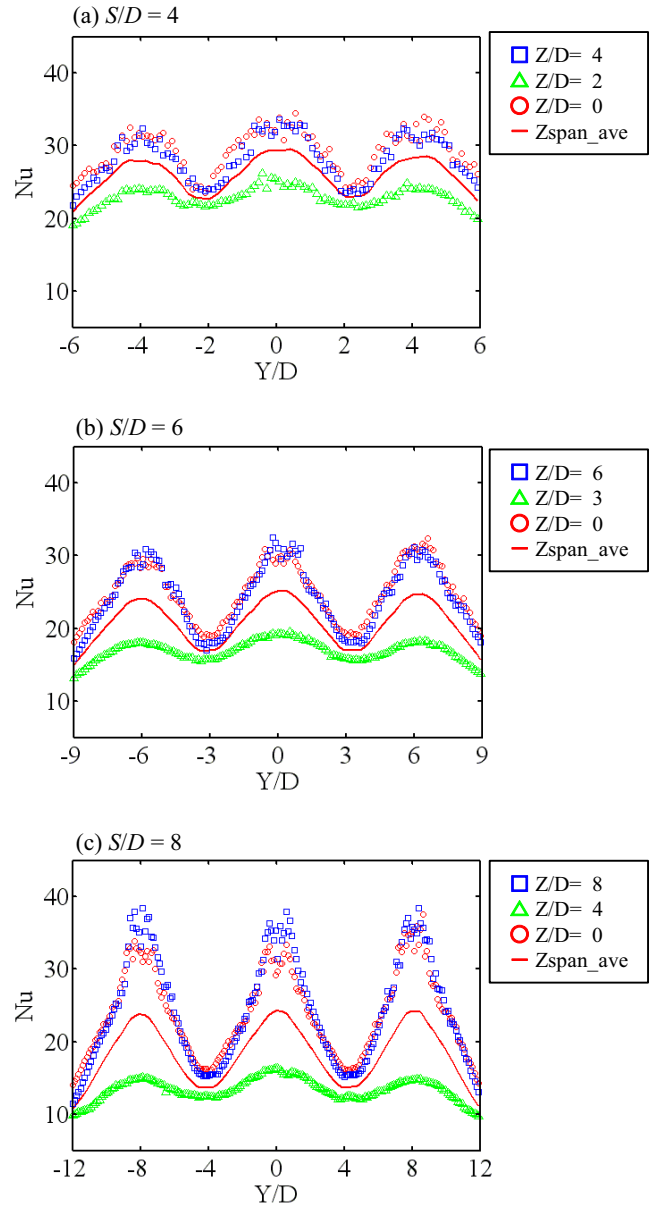 (a) S/D = 4
40
30
20
10
Nu
-6 -4 -2 0 2 4 6
Y/D
Z/D= 4
Z/D= 2
Z/D= 0
Zspan_ave
(b) S/D = 6
40
30
20
10
Nu
-9 -6 -3 0 3 6 9
Y/D
Z/D= 6
Z/D= 3
Z/D= 0
Zspan_ave
(c) S/D = 8
40
30
20
10
Nu
-12 -8 -4 0 4 8 12
Y/D
Z/D= 8
Z/D= 4
Z/D= 0
Zspan_ave